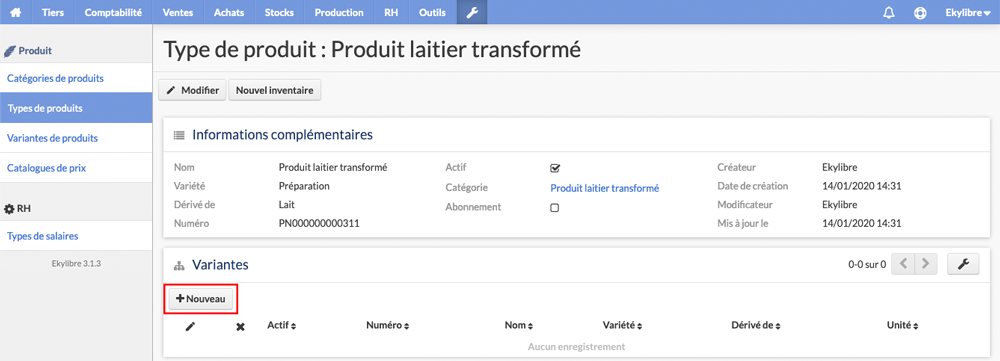 Tiers Comptabilité Ventes Achats Stocks Production RH Outils Ekylibre
Produit
Catégories de produits
Types de produits
Variantes de produits
Catalogues de prix
RH
Types de salaires
Ekylibre 3.1.3
Type de produit : Produit laitier transformé
Modifier Nouvel inventaire
Informations complémentaires
Nom Produit laitier transformé Actif Créateur Ekylibre
Variété Préparation Catégorie Produit laitier transformé Date de création 14/01/2020 14:31
Dérivé de Lait Abonnement Modificateur Ekylibre
Numéro PN000000000311 Mis à jour le 14/01/2020 14:31
Variantes 0-0 sur 0
+Nouveau
Actif Numéro Nom Variété Dérivé de Unité
Aucun enregistrement